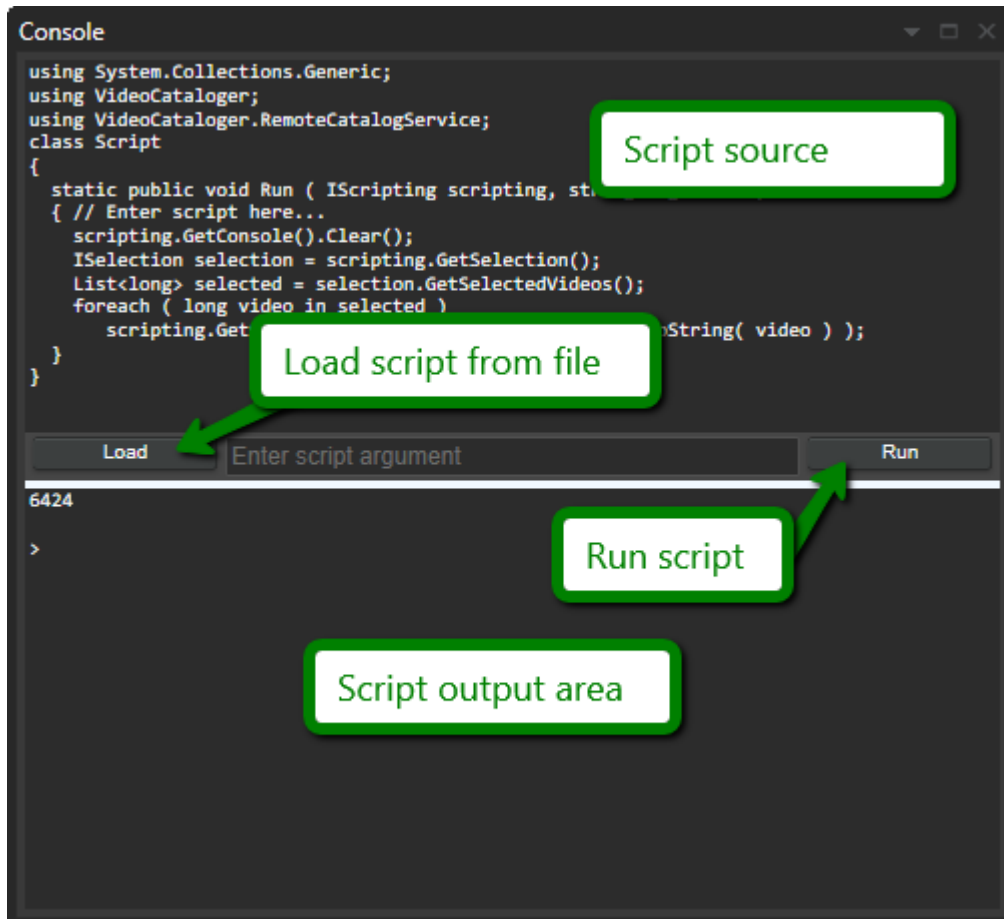 Console
using System.Collections.Generic;
using VideoCataloger;
using VideoCataloger.RemoteCatalogService;
class Script
{
static public void Run ( IScripting scripting,
{ // Enter script here...
scripting.GetConsole().Clear();
ISelection selection = scripting.GetSelection();
List<long> selected = selection.GetSelectedVideos();
foreach ( long video in selected )
scripting.Get String( video ) );
}
}
Script source
Load script from file
Load
Enter script argument
Run
6424
>
Run script
Script output area